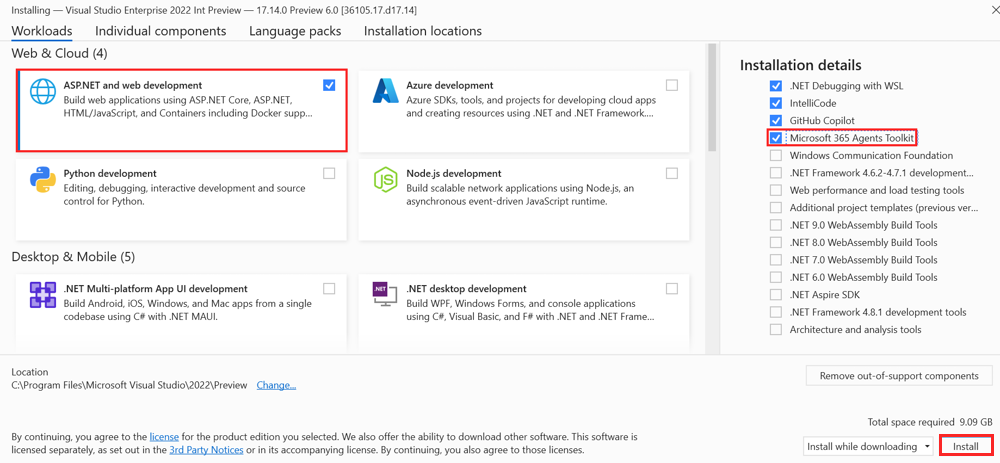 Installing — Visual Studio Enterprise 2022 Int Preview — 17.14.0 Preview 6.0 [36105.17.d17.14]
Workloads Individual components Language packs Installation locations
Web & Cloud (4)
ASP.NET and web development
Build web applications using ASP.NET Core, ASP.NET,
HTML/JavaScript, and Containers including Docker supp...
Azure development
Azure SDKs, tools, and projects for developing cloud apps
and creating resources using .NET and .NET Framework....
Python development
Editing, debugging, interactive development and source
control for Python.
Node.js development
Build scalable network applications using Node.js, an
asynchronous event-driven JavaScript runtime.
Desktop & Mobile (5)
.NET Multi-platform App UI development
Build Android, iOS, Windows, and Mac apps from a single
codebase using C# with .NET MAUI.
.NET
.NET desktop development
Build WPF, Windows Forms, and console applications
using C#, Visual Basic, and F# with .NET and .NET Frame...
Installation details
.NET Debugging with WSL
IntelliCode
GitHub Copilot
Microsoft 365 Agents Toolkit
Windows Communication Foundation
.NET Framework 4.6.2-4.7.1 development...
Web performance and load testing tools
Additional project templates (previous ver...
.NET 9.0 WebAssembly Build Tools
.NET 8.0 WebAssembly Build Tools
.NET 7.0 WebAssembly Build Tools
.NET 6.0 WebAssembly Build Tools
.NET Aspire SDK
.NET Framework 4.8.1 development tools
Architecture and analysis tools
Location
C:\Program Files\Microsoft Visual Studio\2022\Preview Change...
Remove out-of-support components
Total space required 9.09 GB
By continuing, you agree to the license for the product edition you selected. We also offer the ability to download other software. This software is
licensed separately, as set out in the 3rd Party Notices or in its accompanying license. By continuing, you also agree to those licenses.
Install while downloading
Install